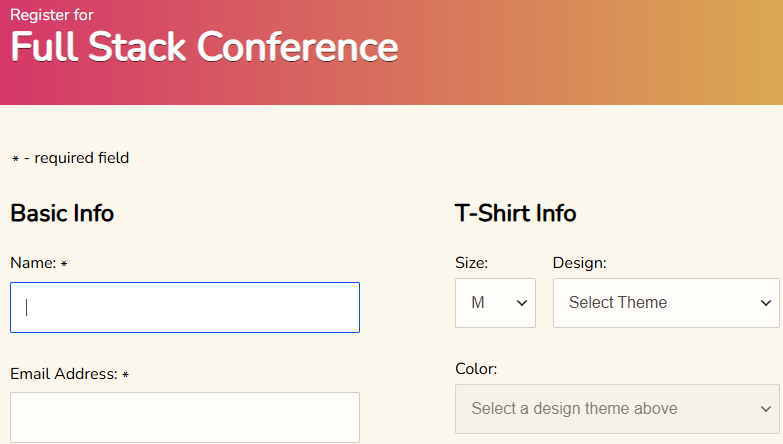 Register for
Full Stack Conference
* - required field
Basic Info
Name: *
Email Address: *
T-Shirt Info
Size:
Design:
M
Select Theme
Color:
Select a design theme above